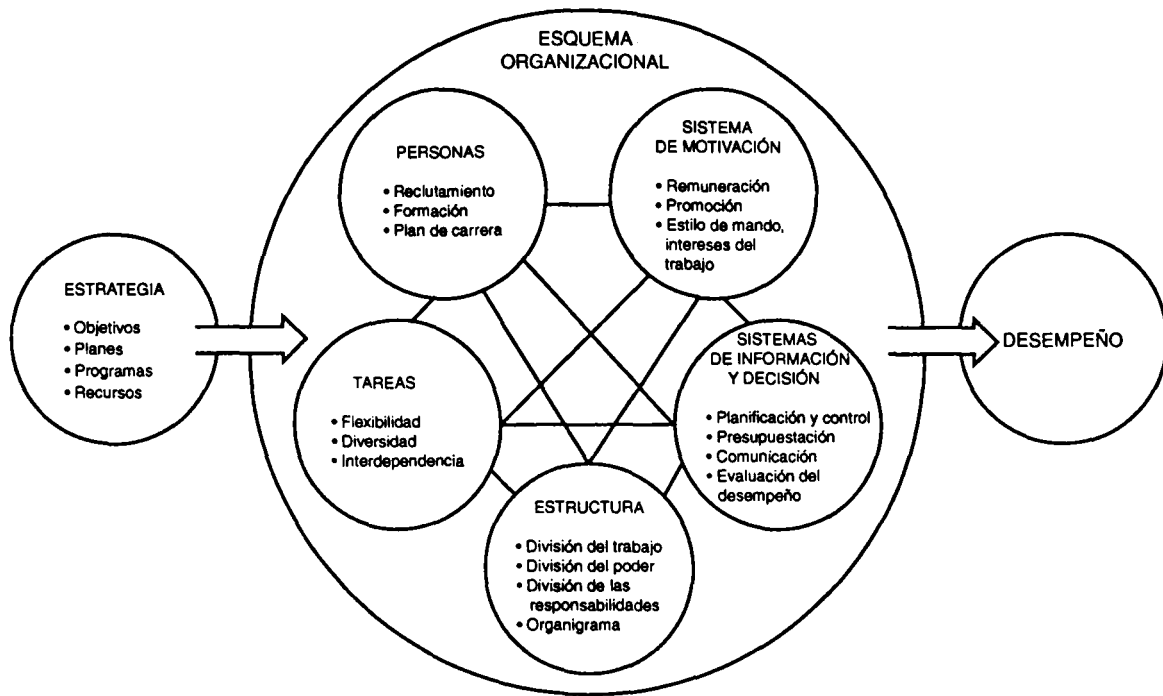 ESQUEMA
ORGANIZACIONAL
PERSONAS
• Reclutamiento
• Formación
• Plan de carrera
SISTEMA
DE MOTIVACIÓN
• Remuneración
• Promoción
• Estilo de mando,
intereses del
trabajo
ESTRATEGIA
• Objetivos
• Planes
• Programas
• Recursos
TAREAS
• Flexibilidad
• Diversidad
• Interdependencia
SISTEMAS
DE INFORMACIÓN
Y DECISIÓN
• Planificación y control
• Presupuestación
• Comunicación
• Evaluación del
desempeño
ESTRUCTURA
• División del trabajo
• División del poder
• División de las
responsabilidades
• Organigrama
DESEMPEÑO